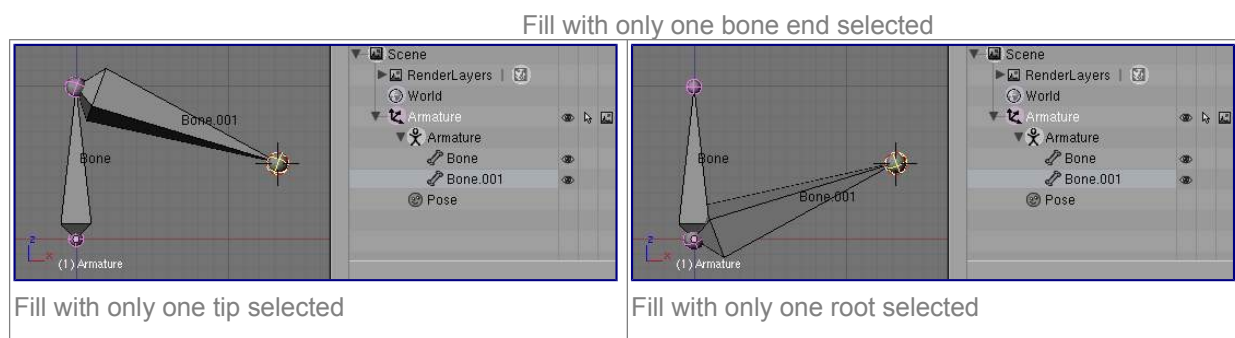 Fill with only one bone end selected
Scene
RenderLayers |
World
Armature
Armature
Bone
Bone.001
Pose
Bone.001
Bone
z
x
(1) Armature
Scene
RenderLayers |
World
Armature
Armature
Bone
Bone.001
Pose
Bone
Bone.001
z
x
(1) Armature
Fill with only one tip selected
Fill with only one root selected